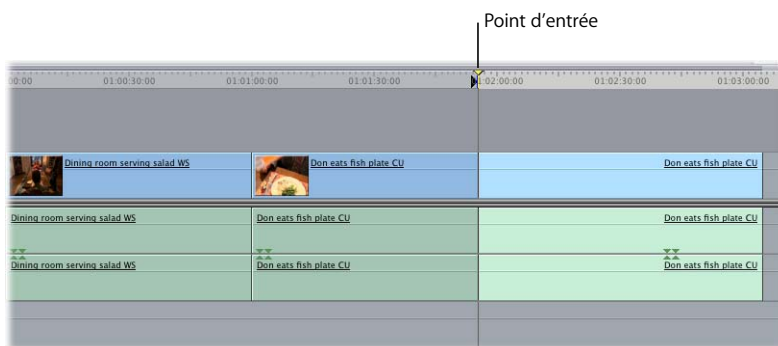 Point d’entrée
00:00 01:00:30:00 01:01:00:00 01:01:30:00 01:02:00:00 01:02:30:00 01:03:00:00
Dining room serving salad WS Don eats fish plate CU Don eats fish plate CU
Dining room serving salad WS Don eats fish plate CU Don eats fish plate CU
Dining room serving salad WS Don eats fish plate CU Don eats fish plate CU